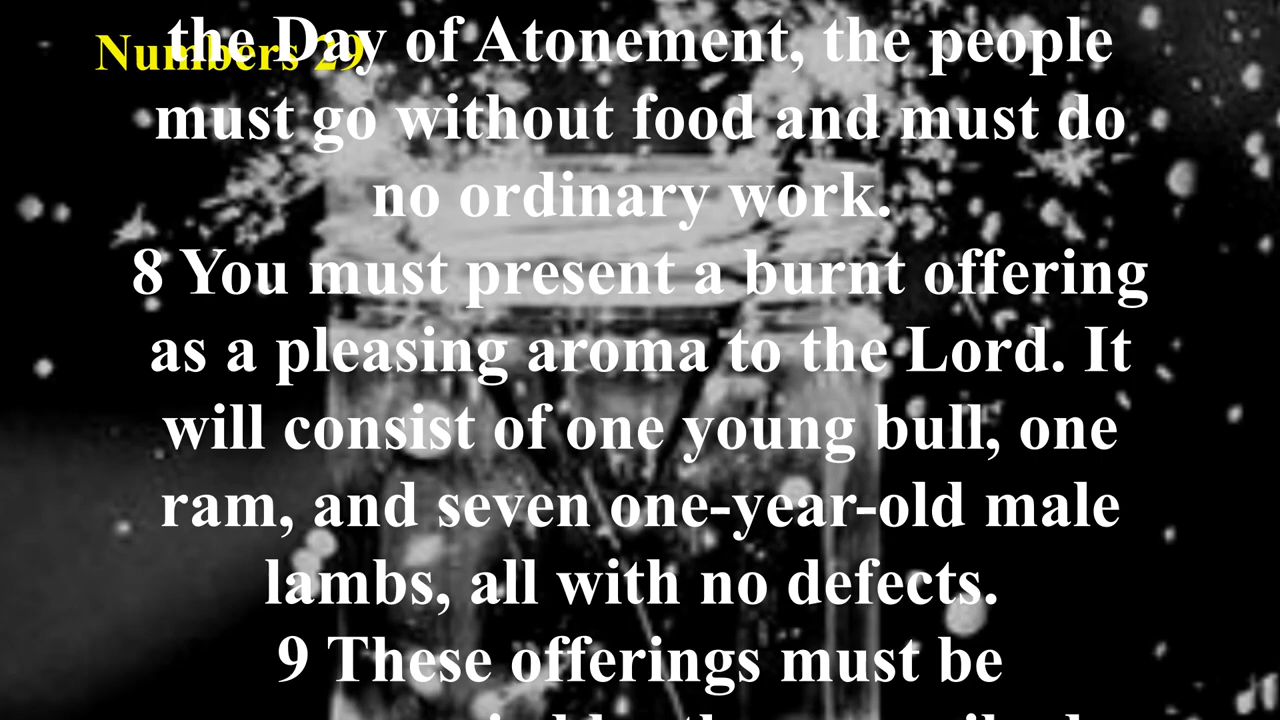 Numbers 29
the Day of Atonement, the people
must go without food and must do
no ordinary work.
8 You must present a burnt offering
as a pleasing aroma to the Lord. It
will consist of one young bull, one
ram, and seven one-year-old male
lambs, all with no defects.
9 These offerings must be